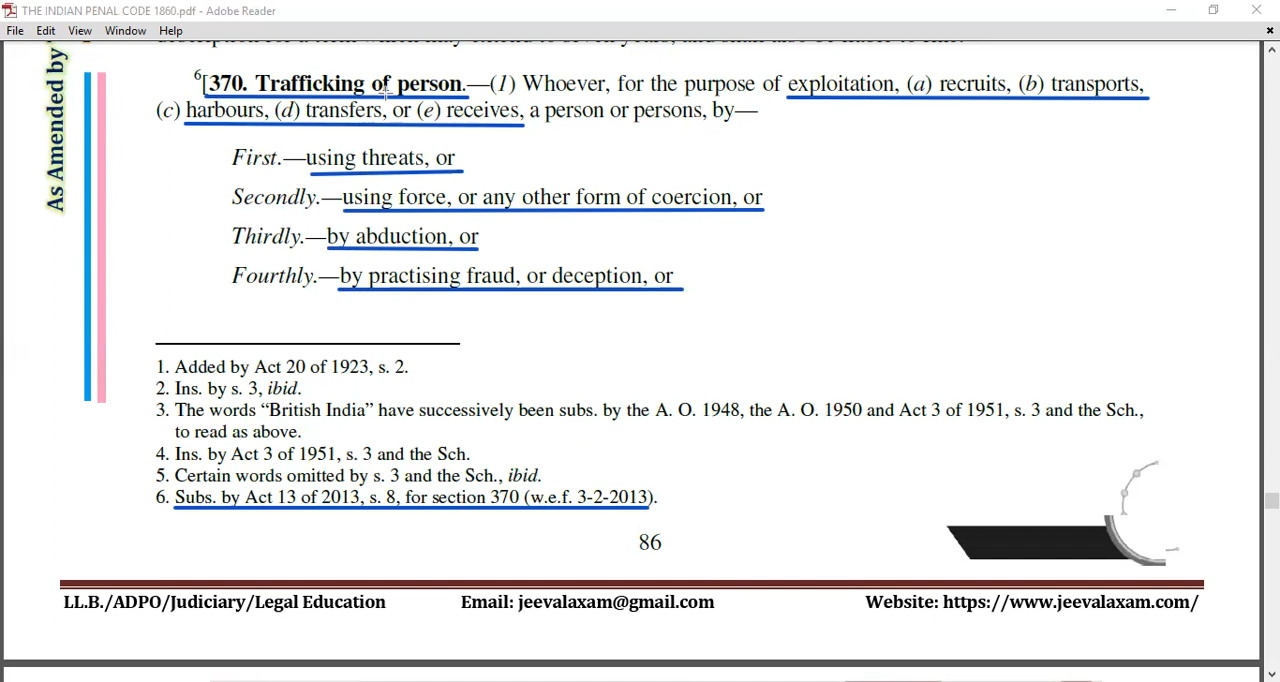 THE INDIAN PENAL CODE 1860.pdf - Adobe Reader
File Edit View Window Help
As Amended by
6[370. Trafficking of person.—(1) Whoever, for the purpose of exploitation, (a) recruits, (b) transports,
(c) harbours, (d) transfers, or (e) receives, a person or persons, by—
First.—using threats, or
Secondly.—using force, or any other form of coercion, or
Thirdly.—by abduction, or
Fourthly.—by practising fraud, or deception, or
1. Added by Act 20 of 1923, s. 2.
2. Ins. by s. 3, ibid.
3. The words “British India” have successively been subs. by the A. O. 1948, the A. O. 1950 and Act 3 of 1951, s. 3 and the Sch.,
to read as above.
4. Ins. by Act 3 of 1951, s. 3 and the Sch.
5. Certain words omitted by s. 3 and the Sch., ibid.
6. Subs. by Act 13 of 2013, s. 8, for section 370 (w.e.f. 3-2-2013).
86
LL.B./ADPO/Judiciary/Legal Education Email: jeevalaxam@gmail.com Website: https://www.jeevalaxam.com/